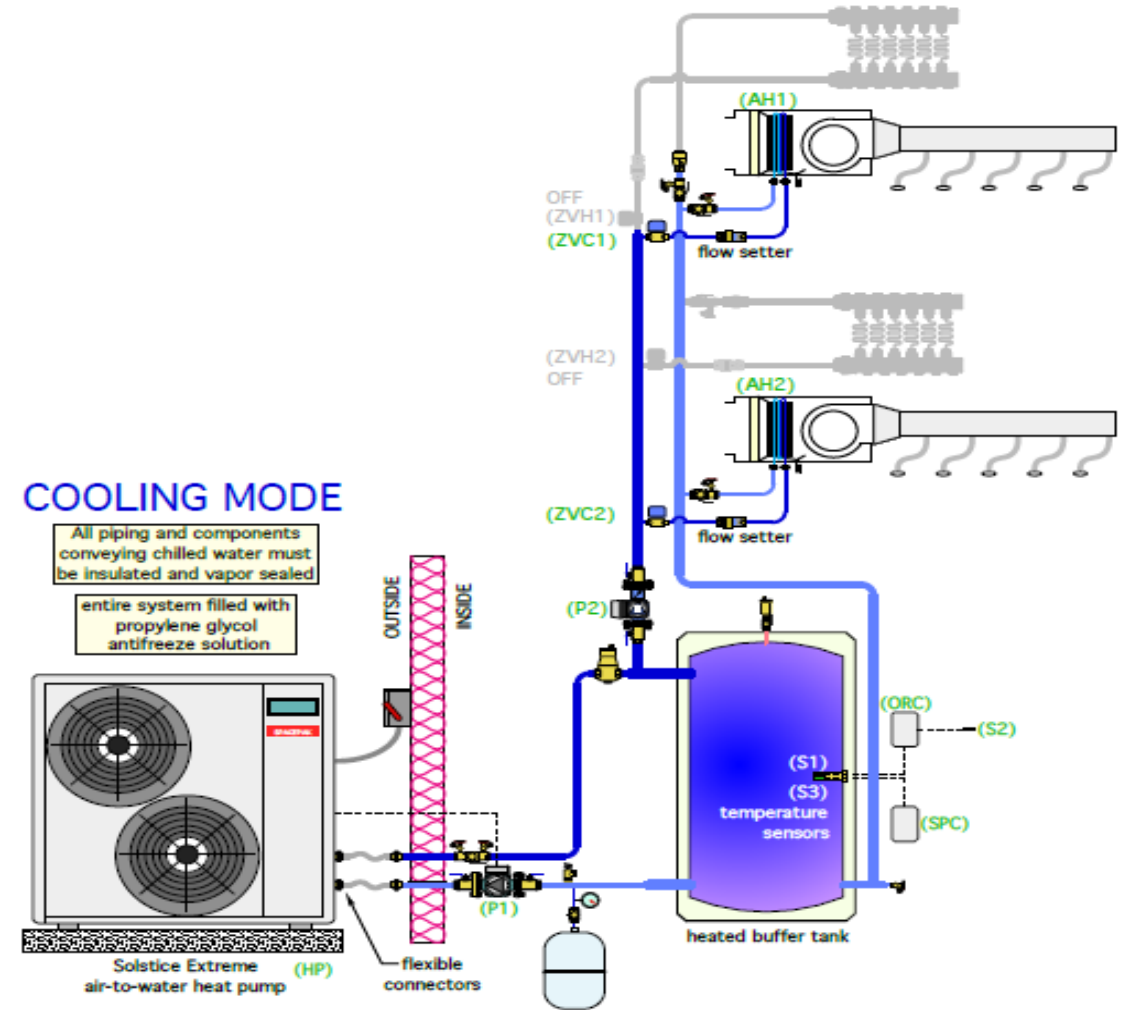 (AH1)
OFF
(ZVH1)
(ZVC1)
flow setter
(ZVH2)
OFF
(AH2)
(ZVC2)
flow setter
COOLING MODE
All piping and components
conveying chilled water must
be insulated and vapor sealed
entire system filled with
propylene glycol
antifreeze solution
OUTSIDE
INSIDE
(P2)
(ORC)
(S2)
(S1)
(S3)
temperature
sensors
(SPC)
(P1)
heated buffer tank
Solstice Extreme
air-to-water heat pump
(HP)
flexible
connectors